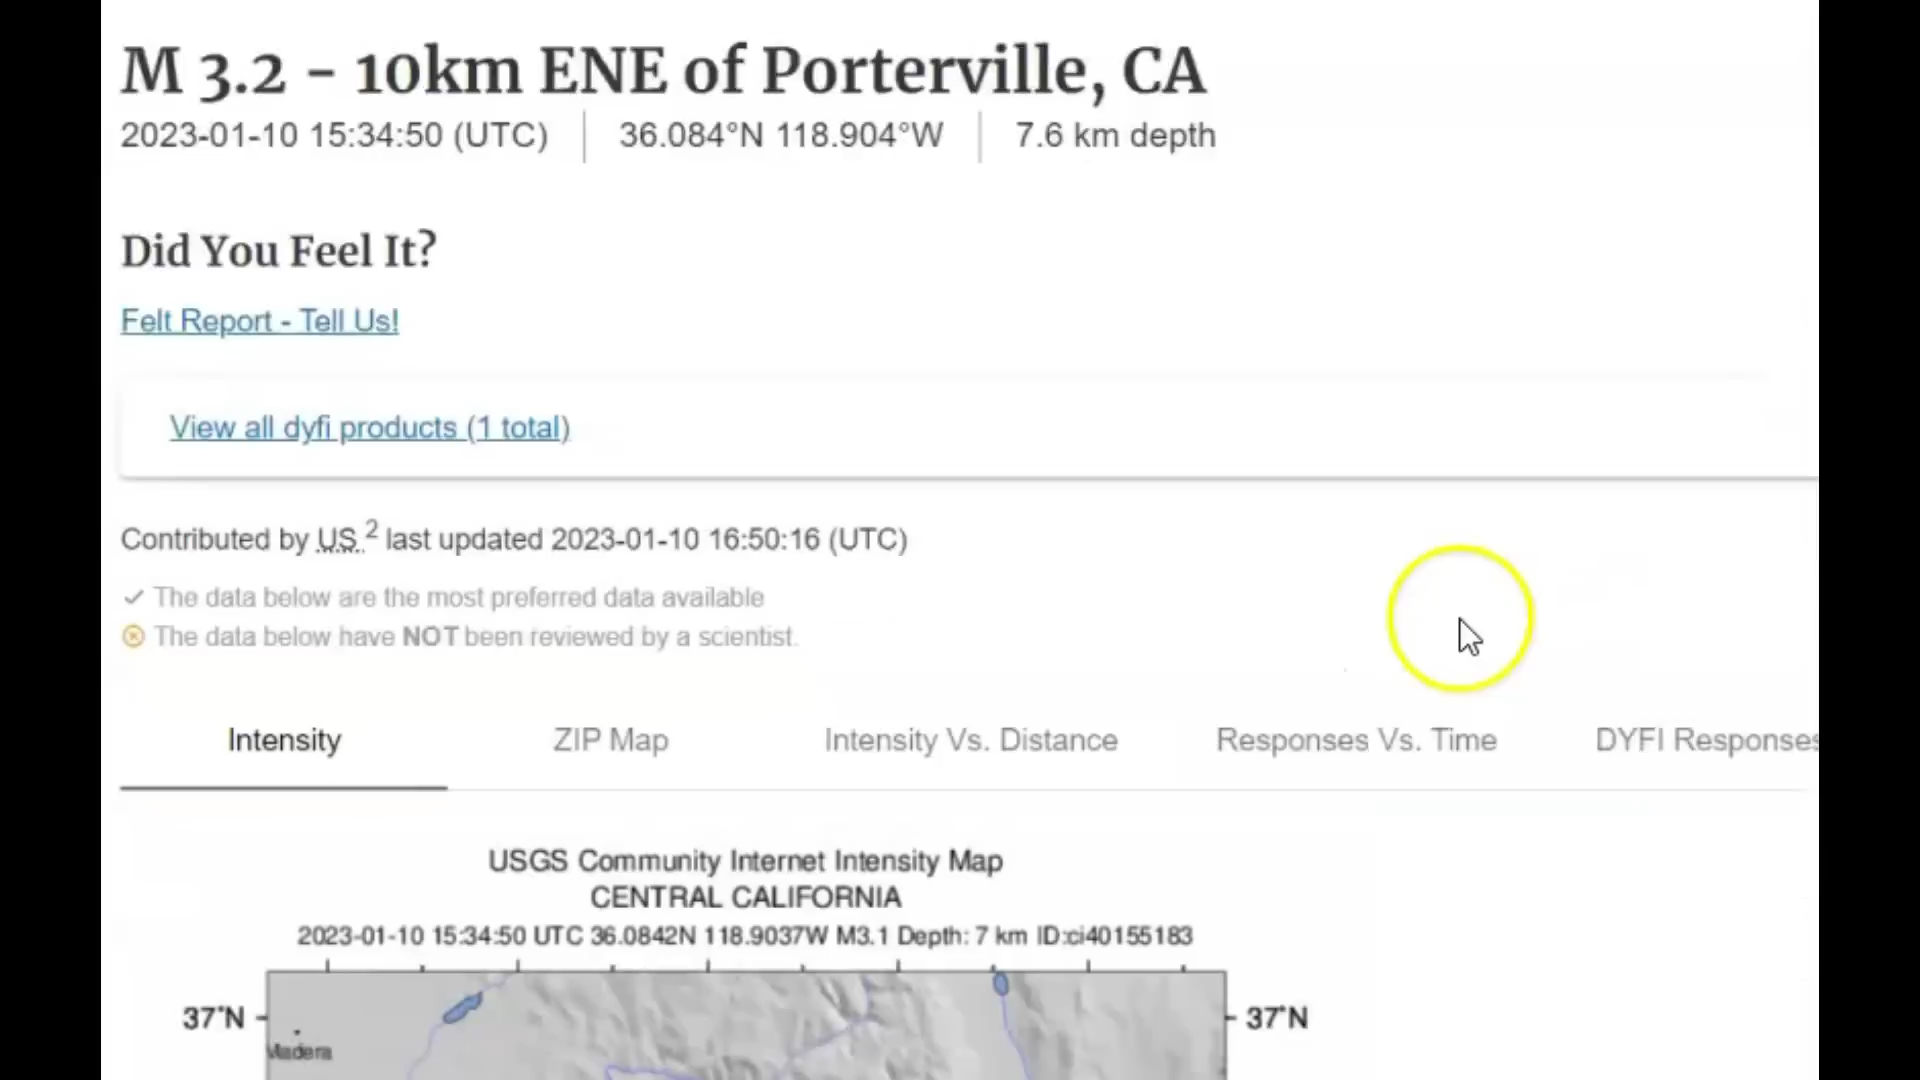 M 3.2 - 10km ENE of Porterville, CA
2023-01-10 15:34:50 (UTC) 36.084°N 118.904°W 7.6 km depth
Did You Feel It?
Felt Report - Tell Us!
View all dyfi products (1 total)
Contributed by US 2 last updated 2023-01-10 16:50:16 (UTC)
The data below are the most preferred data available
The data below have NOT been reviewed by a scientist.
Intensity ZIP Map Intensity Vs. Distance Responses Vs. Time DYFI Responses
USGS Community Internet Intensity Map
CENTRAL CALIFORNIA
2023-01-10 15:34:50 UTC 36.0842N 118.9037W M3.1 Depth: 7 km ID:ci40155183
37°N 37°N
Madera